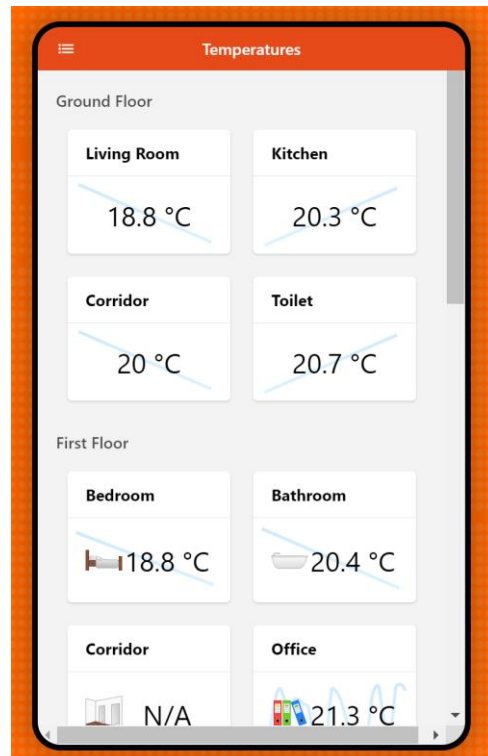 Temperatures
Ground Floor
Living Room
18.8 °C
Kitchen
20.3 °C
Corridor
20 °C
Toilet
20.7 °C
First Floor
Bedroom
18.8 °C
Bathroom
20.4 °C
Corridor
N/A
Office
21.3 °C